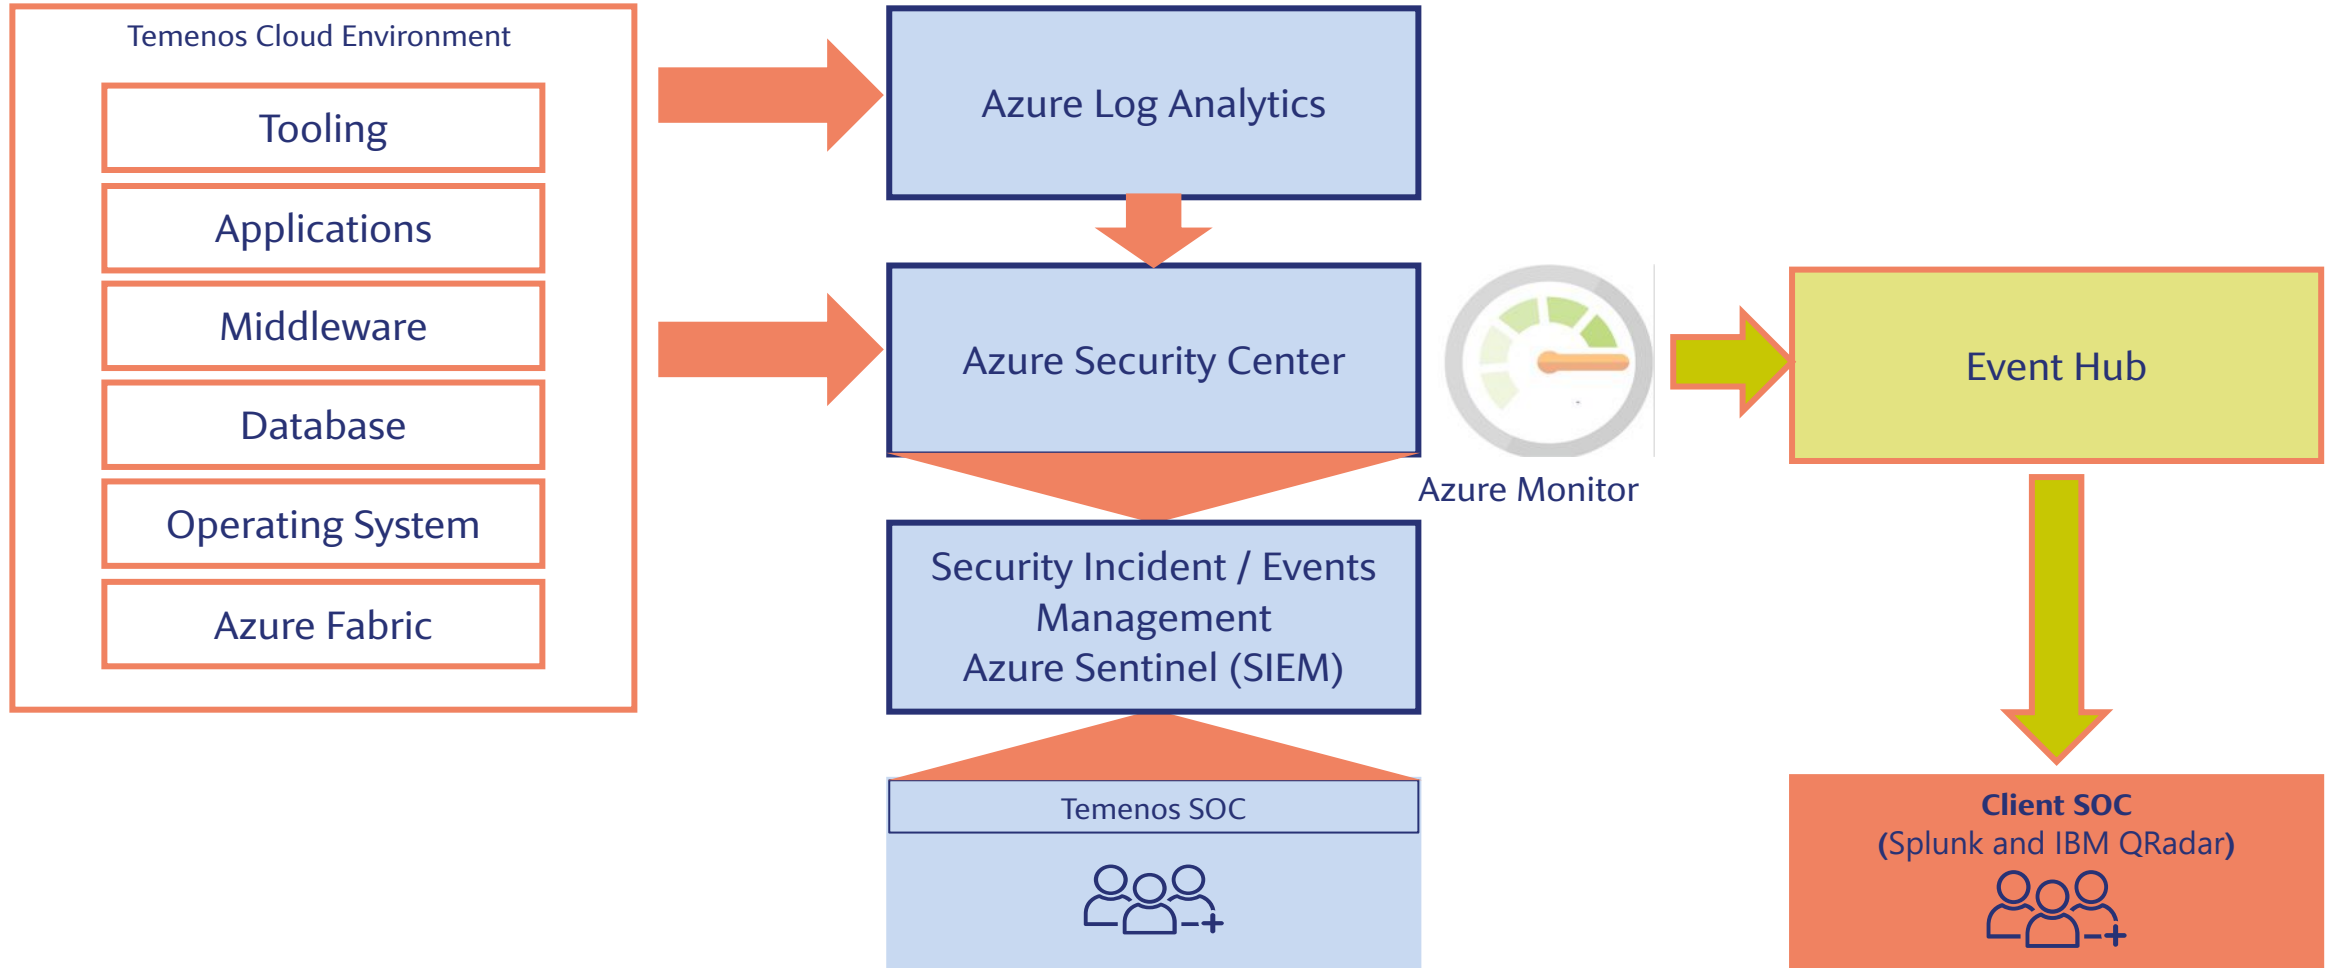 Temenos Cloud Environment
Tooling
Applications
Middleware
Database
Operating System
Azure Fabric
Azure Log Analytics
Azure Security Center
Azure Monitor
Security Incident / Events
Management
Azure Sentinel (SIEM)
Temenos SOC
Event Hub
Client SOC
(Splunk and IBM QRadar)